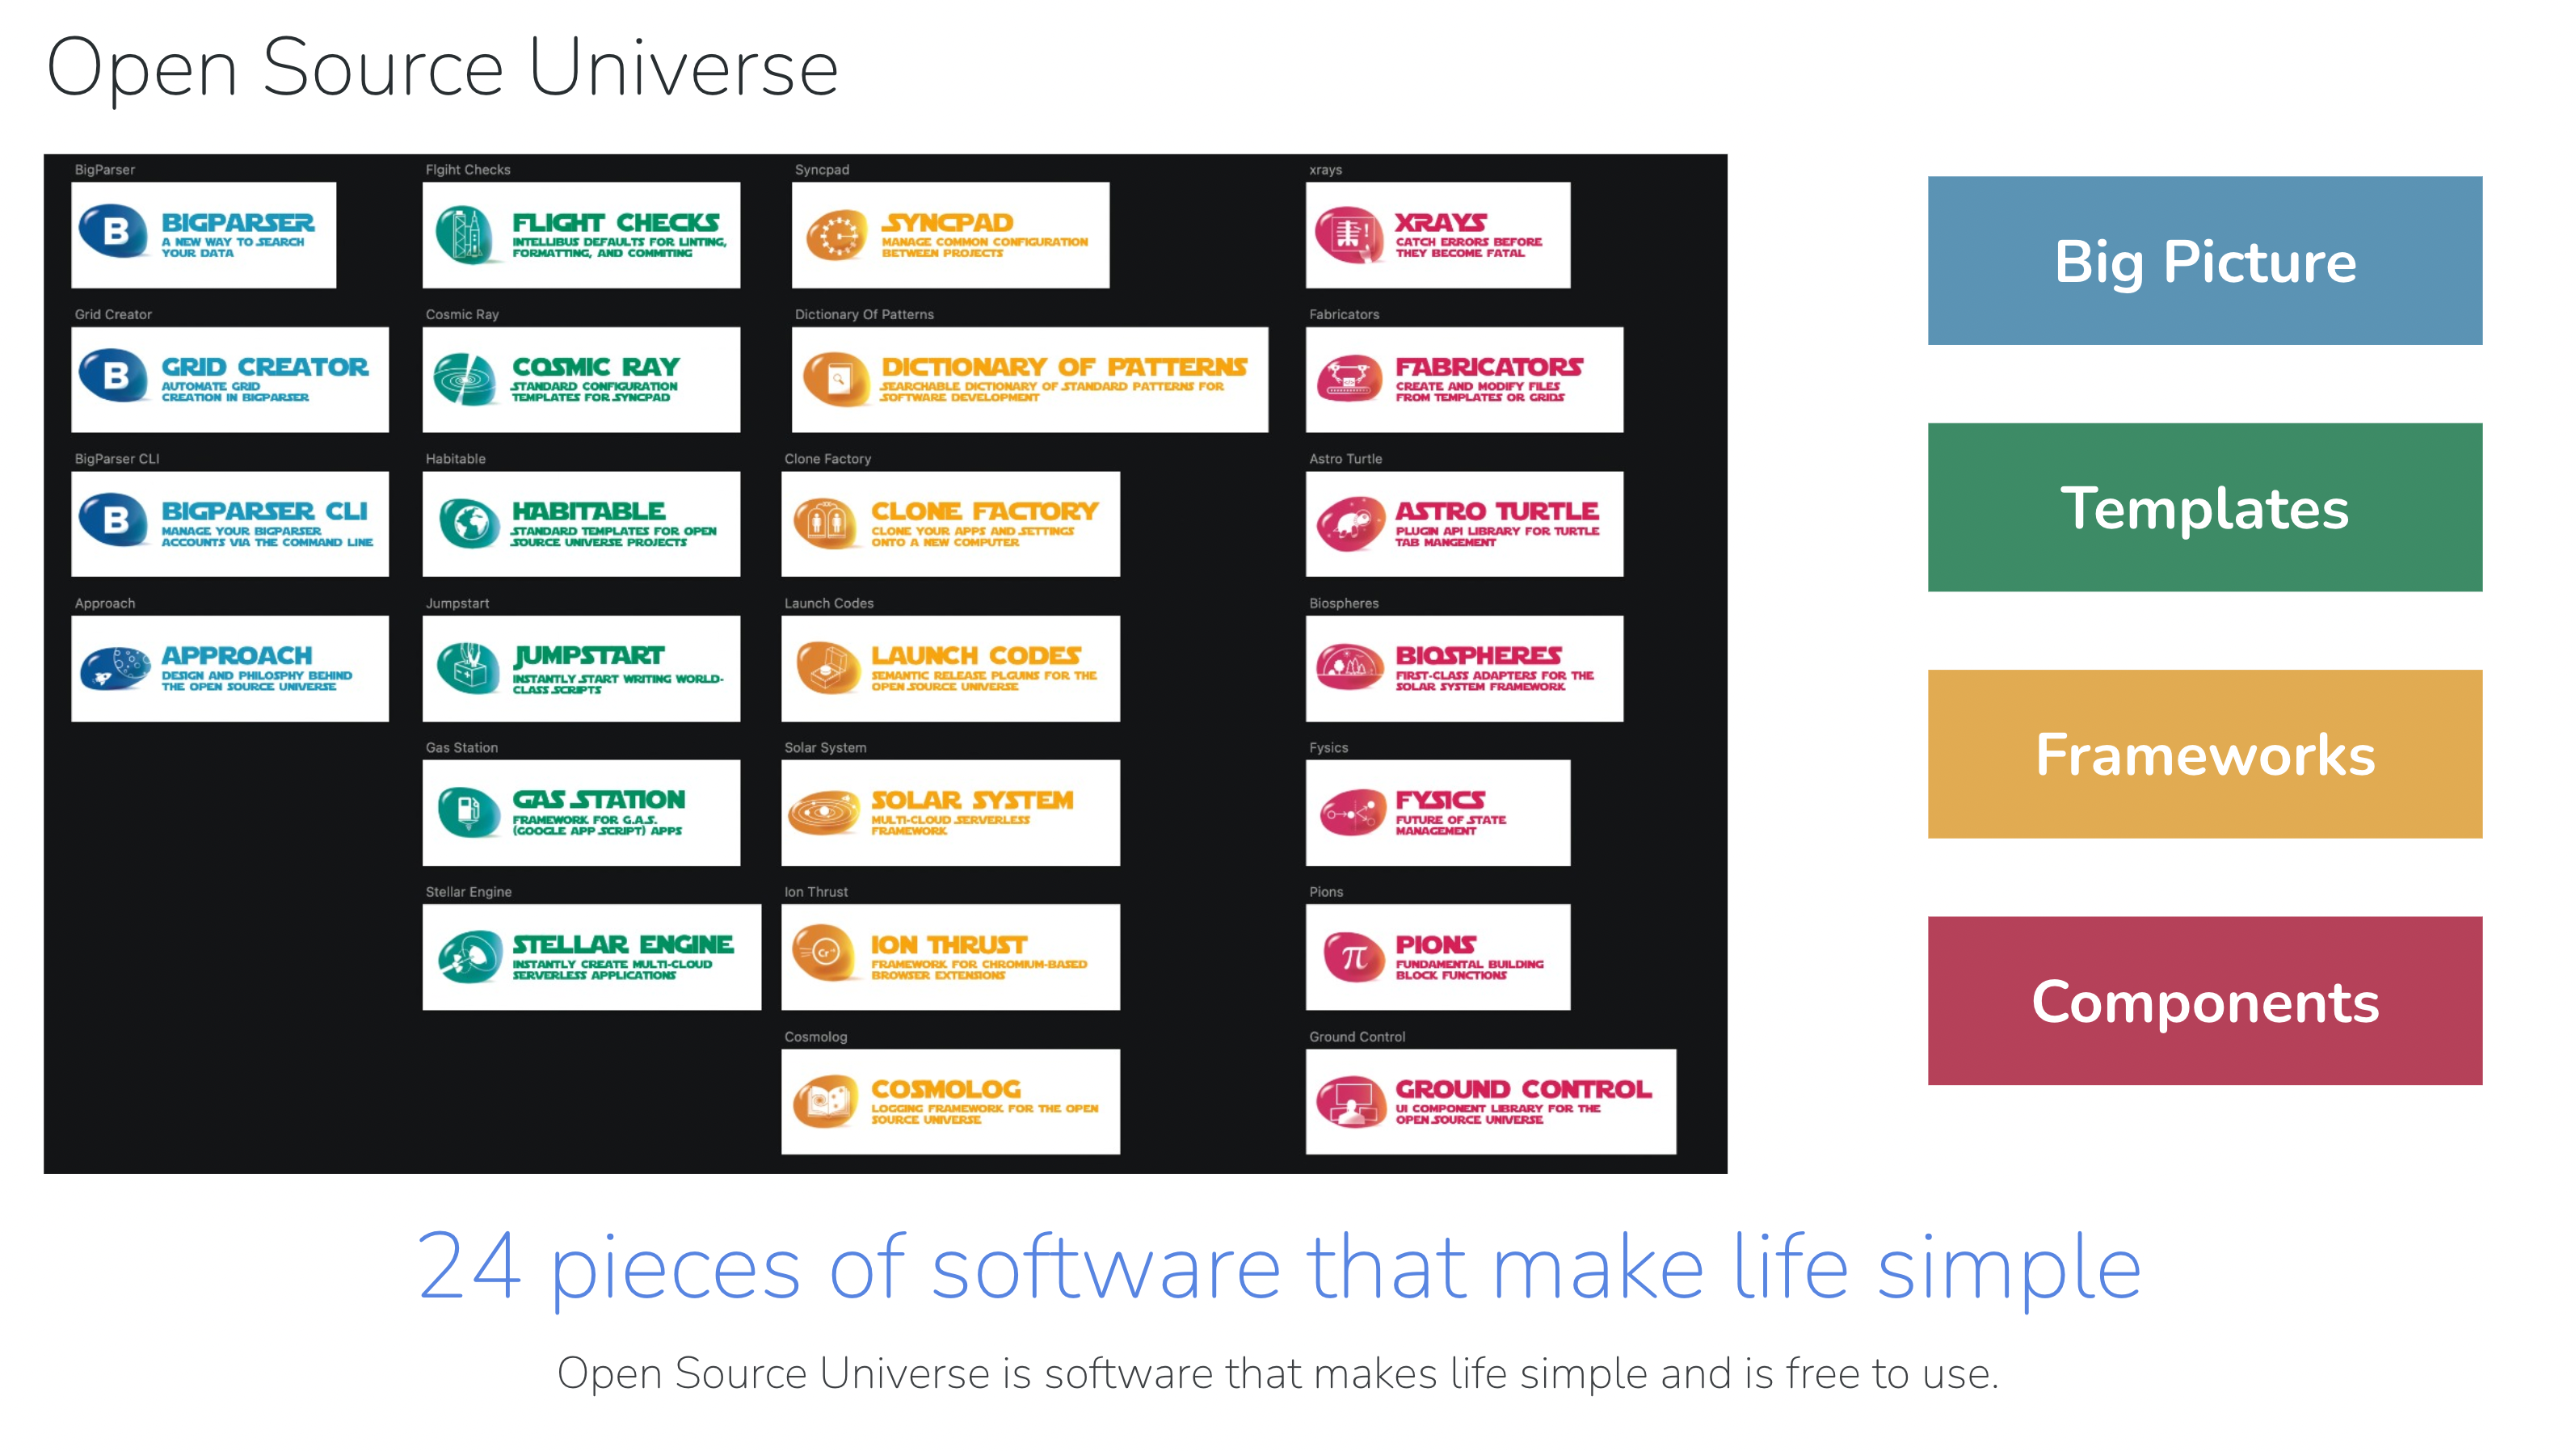 Open Source Universe
BigParser
BIGPARSER
A NEW WAY TO SEARCH
YOUR DATA
Flgiht Checks
FLIGHT CHECKS
INTELLIBUS DEFAULTS FOR LINTING,
FORMATTING, AND COMMITING
Syncpad
SYNCPAD
MANAGE COMMON CONFIGURATION
BETWEEN PROJECTS
xrays
XRAYS
CATCH ERRORS BEFORE
THEY BECOME FATAL
Grid Creator
GRID CREATOR
AUTOMATE GRID
CREATION IN BIGPARSER
Cosmic Ray
COSMIC RAY
STANDARD CONFIGURATION
TEMPLATES FOR SYNCPAD
Dictionary Of Patterns
DICTIONARY OF PATTERNS
SEARCHABLE DICTIONARY OF STANDARD PATTERNS FOR
SOFTWARE DEVELOPMENT
Fabricators
FABRICATORS
CREATE AND MODIFY FILES
FROM TEMPLATES OR GRIDS
BigParser CLI
BIGPARSER CLI
MANAGE YOUR BIGPARSER
ACCOUNTS VIA THE COMMAND LINE
Habitable
HABITABLE
STANDARD TEMPLATES FOR OPEN
SOURCE UNIVERSE PROJECTS
Clone Factory
CLONE FACTORY
CLONE YOUR APPS AND SETTINGS
ONTO A NEW COMPUTER
Astro Turtle
ASTRO TURTLE
PLUGIN API LIBRARY FOR TURTLE
TAB MANGEMENT
Approach
APPROACH
DESIGN AND PHILOSPHY BEHIND
THE OPEN SOURCE UNIVERSE
Jumpstart
JUMPSTART
INSTANTLY START WRITING WORLD-
CLASS SCRIPTS
Launch Codes
LAUNCH CODES
SEMANTIC RELEASE PLGUINS FOR THE
OPEN SOURCE UNIVERSE
Biospheres
BIOSPHERES
FIRST-CLASS ADAPTERS FOR THE
SOLAR SYSTEM FRAMEWORK
Gas Station
GAS STATION
FRAMEWORK FOR G.A.S.
(GOOGLE APP SCRIPT) APPS
Solar System
SOLAR SYSTEM
MULTI-CLOUD SERVERLESS
FRAMEWORK
Fysics
FYSICS
FUTURE OF STATE
MANAGEMENT
Stellar Engine
STELLAR ENGINE
INSTANTLY CREATE MULTI-CLOUD
SERVERLESS APPLICATIONS
Ion Thrust
Cr
ION THRUST
FRAMEWORK FOR CHROMIUM-BASED
BROWSER EXTENSIONS
Pions
π
PIONS
FUNDAMENTAL BUILDING
BLOCK FUNCTIONS
Cosmolog
COSMOLOG
LOGGING FRAMEWORK FOR THE OPEN
SOURCE UNIVERSE
Ground Control
GROUND CONTROL
UI COMPONENT LIBRARY FOR THE
OPEN SOURCE UNIVERSE
Big Picture
Templates
Frameworks
Components
24 pieces of software that make life simple
Open Source Universe is software that makes life simple and is free to use.